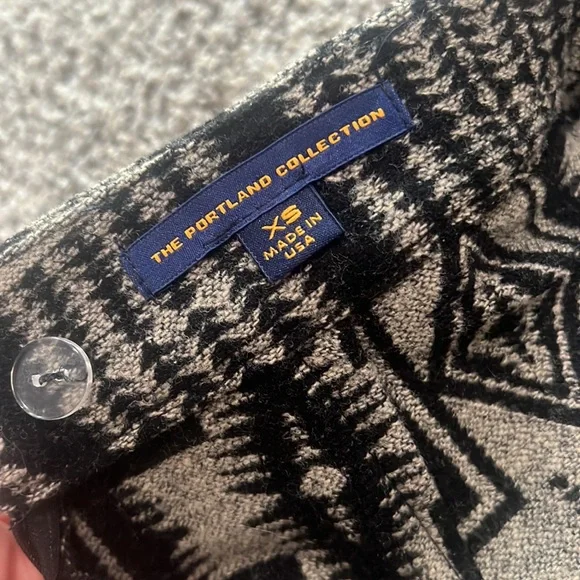 THE PORTLAND COLLECTION
XS
MADE IN
USA